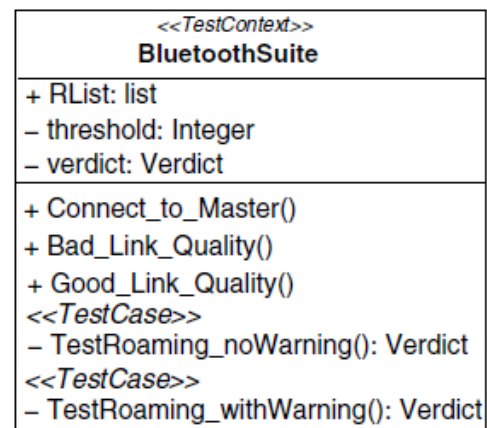 <<TestContext>>
BluetoothSuite
+ RList: list
– threshold: Integer
– verdict: Verdict
+ Connect_to_Master()
+ Bad_Link_Quality()
+ Good_Link_Quality()
<<TestCase>>
– TestRoaming_noWarning(): Verdict
<<TestCase>>
– TestRoaming_withWarning(): Verdict